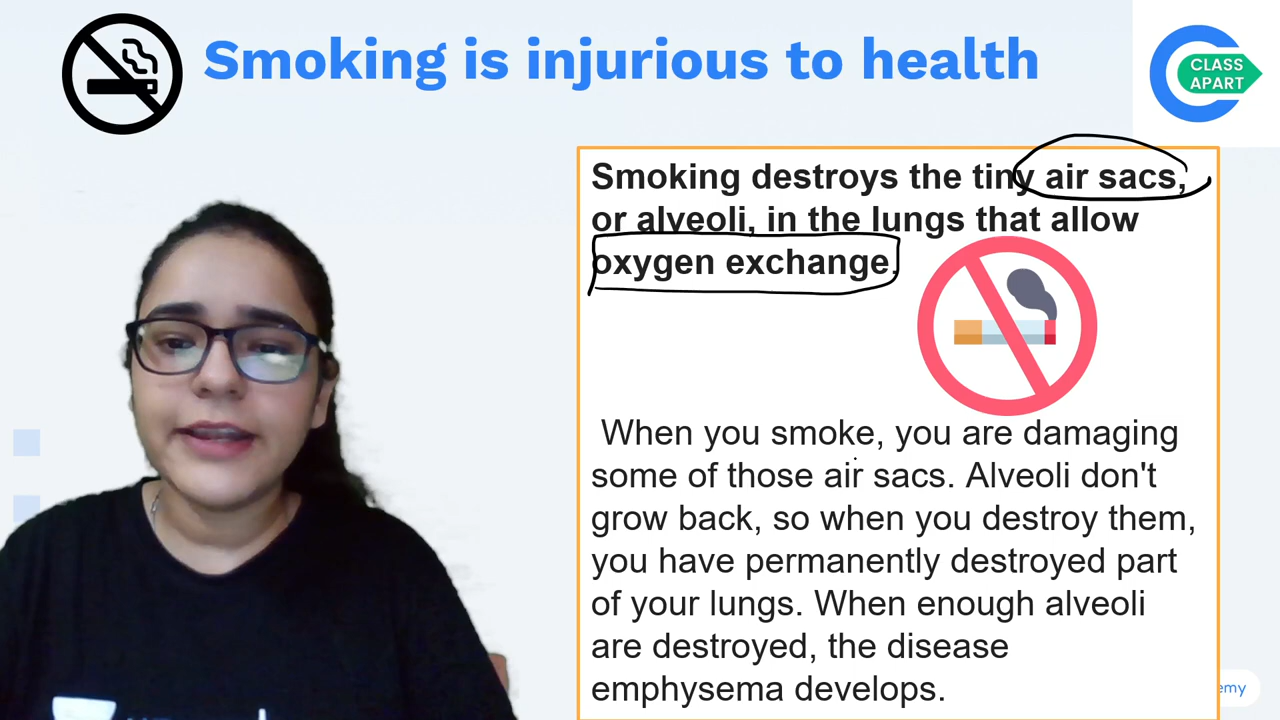 Smoking is injurious to health
CLASS
APART
Smoking destroys the tiny air sacs,
or alveoli, in the lungs that allow
oxygen exchange.
When you smoke, you are damaging
some of those air sacs. Alveoli don't
grow back, so when you destroy them,
you have permanently destroyed part
of your lungs. When enough alveoli
are destroyed, the disease
emphysema develops.